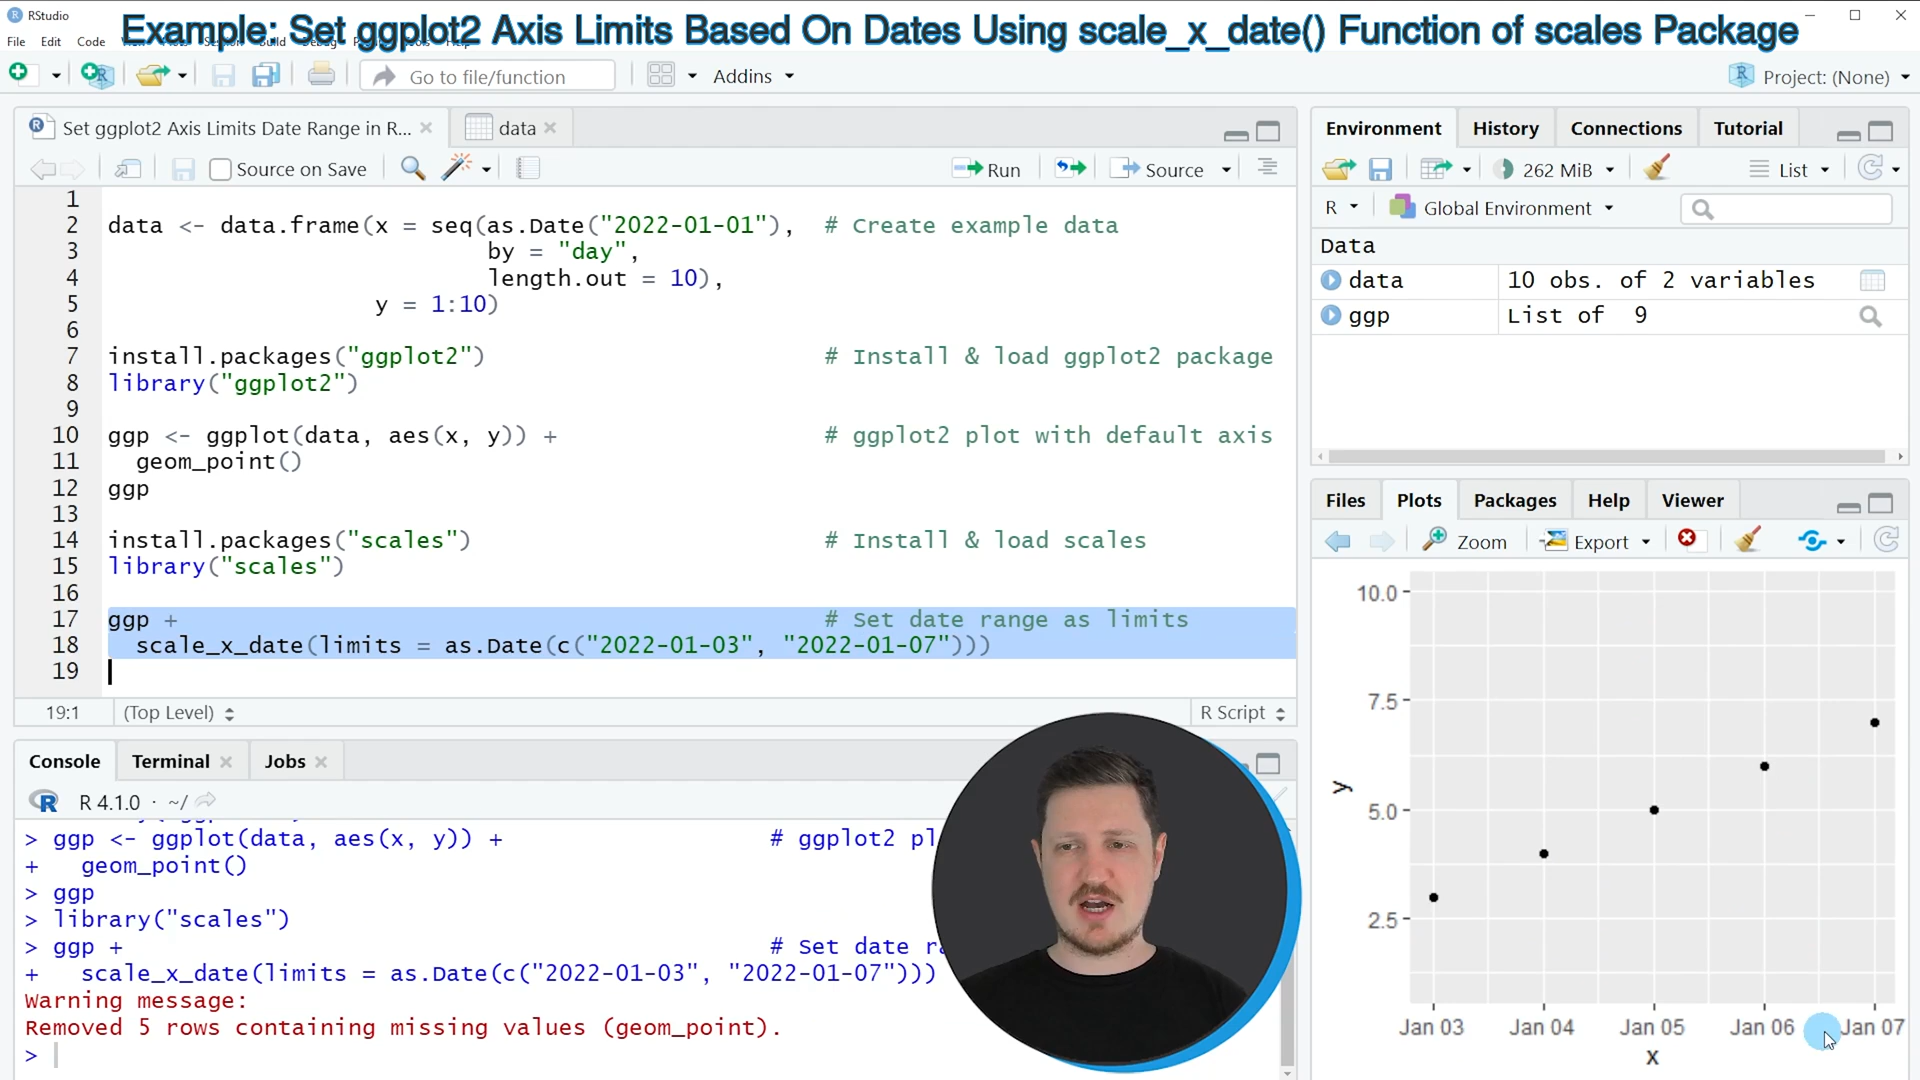 RStudio
Example: Set ggplot2 Axis Limits Based On Dates Using scale_x_date() Function of scales Package
File Edit Code
Go to file/function
Addins
Project: (None)
Set ggplot2 Axis Limits Date Range in R...
data
Source on Save
Run
Source
1
2 data <- data.frame(x = seq(as.Date("2022-01-01"), # Create example data
3 by = "day",
4 length.out = 10),
5 y = 1:10)
6
7 install.packages("ggplot2") # Install & load ggplot2 package
8 library("ggplot2")
9
10 ggp <- ggplot(data, aes(x, y)) + # ggplot2 plot with default axis
11 geom_point()
12 ggp
13
14 install.packages("scales") # Install & load scales
15 library("scales")
16
17 ggp + # Set date range as limits
18 scale_x_date(limits = as.Date(c("2022-01-03", "2022-01-07")))
19
19:1 (Top Level) R Script
Console Terminal Jobs
R 4.1.0 · ~/
> ggp <- ggplot(data, aes(x, y)) + # ggplot2 pl
+ geom_point()
> ggp
> library("scales")
> ggp + # Set date ra
+ scale_x_date(limits = as.Date(c("2022-01-03", "2022-01-07")))
Warning message:
Removed 5 rows containing missing values (geom_point).
>
Environment History Connections Tutorial
262 MiB
List
R Global Environment
Data
data 10 obs. of 2 variables
ggp List of 9
Files Plots Packages Help Viewer
Zoom Export
10.0
7.5
y
5.0
2.5
Jan 03 Jan 04 Jan 05 Jan 06 Jan 07
x